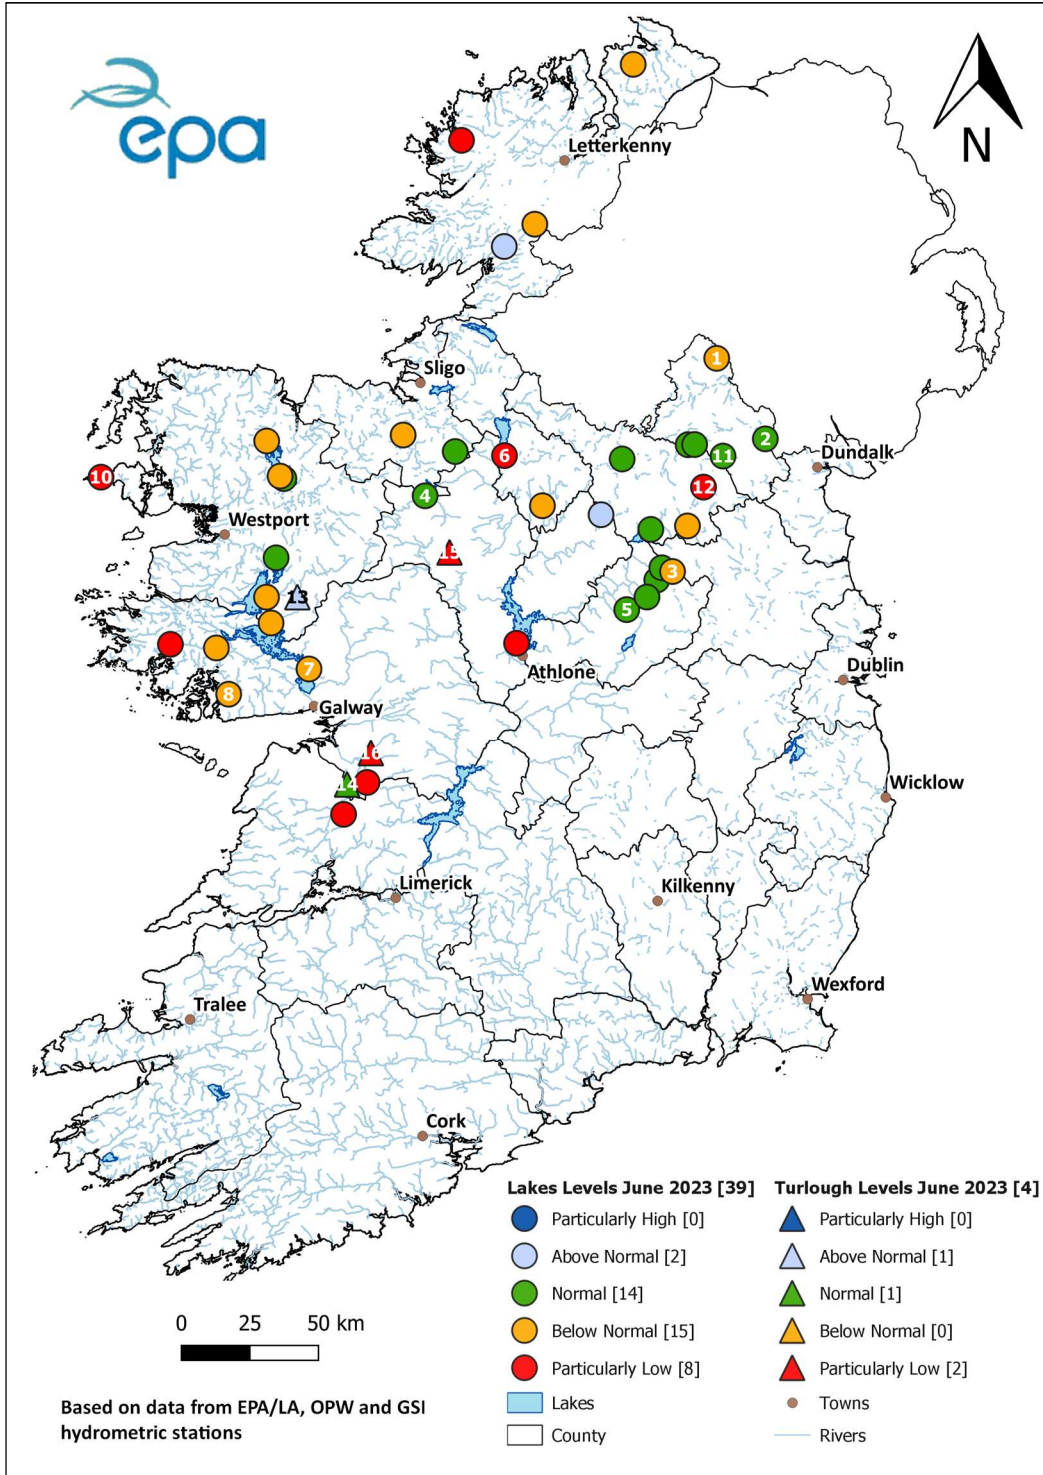 epa
N
Letterkenny
1
Sligo
2
11
Dundalk
6
10
12
4
Westport
15
3
13
5
Athlone
Dublin
7
8
Galway
16
14
Wicklow
Limerick
Kilkenny
Wexford
Tralee
Cork
Lakes Levels June 2023 [39]
Particularly High [0]
Above Normal [2]
Normal [14]
Below Normal [15]
Particularly Low [8]
Lakes
County
Turlough Levels June 2023 [4]
Particularly High [0]
Above Normal [1]
Normal [1]
Below Normal [0]
Particularly Low [2]
Towns
Rivers
0 25 50 km
Based on data from EPA/LA, OPW and GSI
hydrometric stations